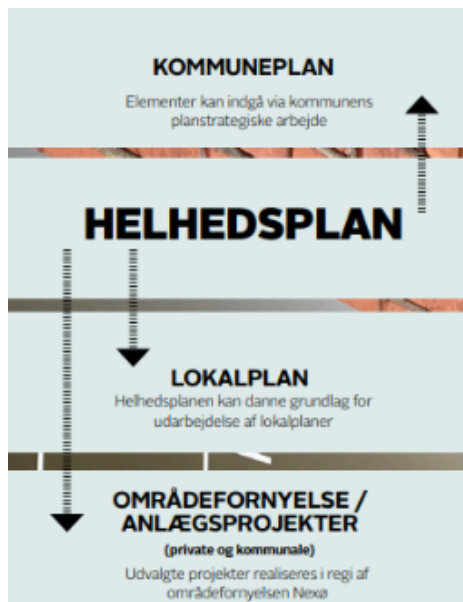 KOMMUNEPLAN
Elementer kan indgå via kommunens
planstrategiske arbejde
HELHEDSPLAN
LOKALPLAN
Helhedsplanen kan danne grundlag for
udarbejdelse af lokalplaner
OMRÅDEFORNYELSE /
ANLÆGSPROJEKTER
(private og kommunale)
Udvalgte projekter realiseres i regi af
områdefornyelsen Nexø